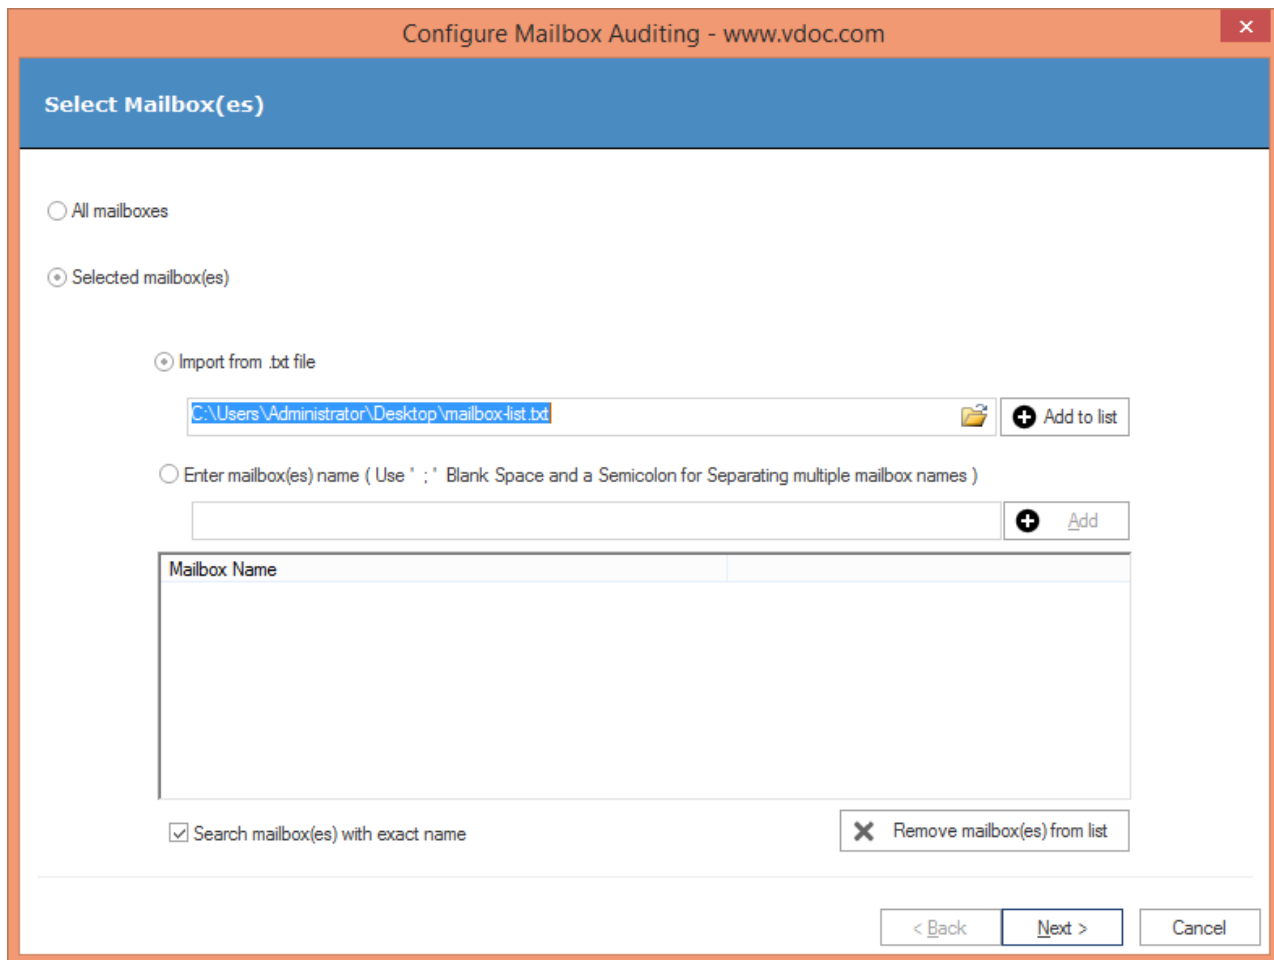 Configure Mailbox Auditing - www.vdoc.com
Select Mailbox(es)
All mailboxes
Selected mailbox(es)
Import from .txt file
C:\Users\Administrator\Desktop\mailbox-list.txt
Add to list
Enter mailbox(es) name ( Use ' ; ' Blank Space and a Semicolon for Separating multiple mailbox names )
Add
Mailbox Name
Search mailbox(es) with exact name
Remove mailbox(es) from list
< Back
Next >
Cancel